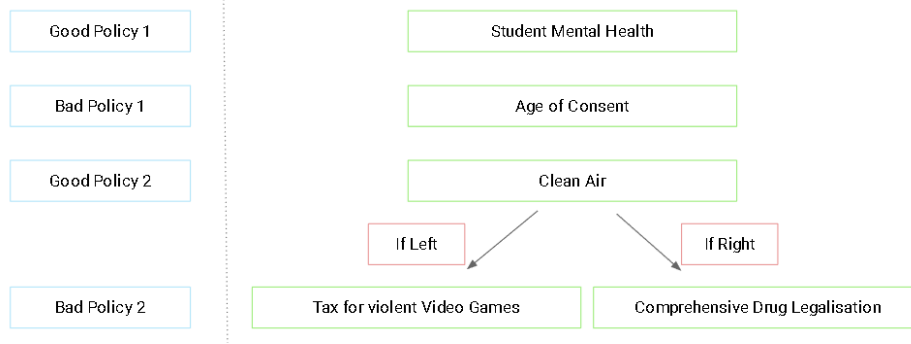 Good Policy 1
Student Mental Health
Bad Policy 1
Age of Consent
Good Policy 2
Clean Air
If Left
If Right
Bad Policy 2
Tax for violent Video Games
Comprehensive Drug Legalisation